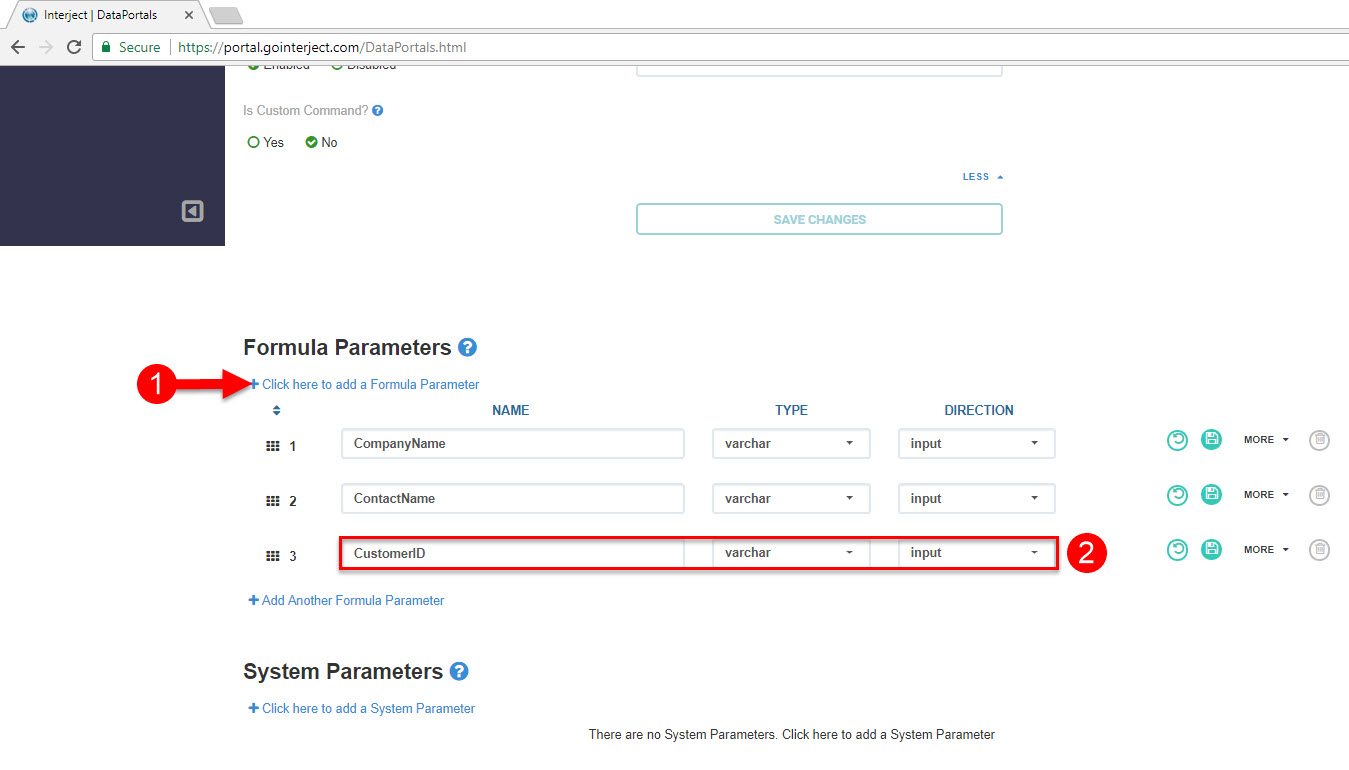 Interject | DataPortals
Secure https://portal.gointerject.com/DataPortals.html
Enabled Disabled
Is Custom Command?
Yes No
LESS
SAVE CHANGES
Formula Parameters
1 Click here to add a Formula Parameter
NAME TYPE DIRECTION
1 CompanyName varchar input MORE
2 ContactName varchar input MORE
3 CustomerID varchar input 2 MORE
Add Another Formula Parameter
System Parameters
Click here to add a System Parameter
There are no System Parameters. Click here to add a System Parameter